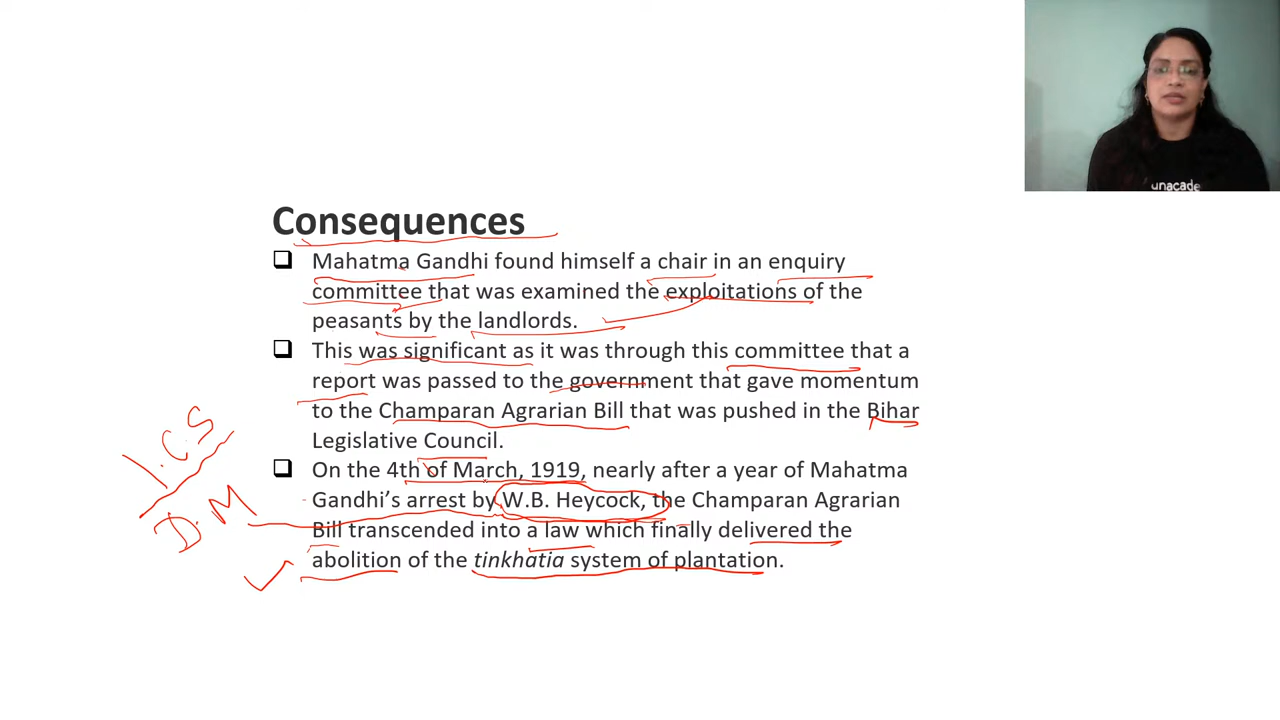 unacade
Consequences
❑ Mahatma Gandhi found himself a chair in an enquiry
committee that was examined the exploitations of the
peasants by the landlords.
❑ This was significant as it was through this committee that a
report was passed to the government that gave momentum
to the Champaran Agrarian Bill that was pushed in the Bihar
Legislative Council.
❑ On the 4th of March, 1919, nearly after a year of Mahatma
Gandhi's arrest by W.B. Heycock, the Champaran Agrarian
Bill transcended into a law which finally delivered the
abolition of the tinkhatia system of plantation.
I.C.S
D.M